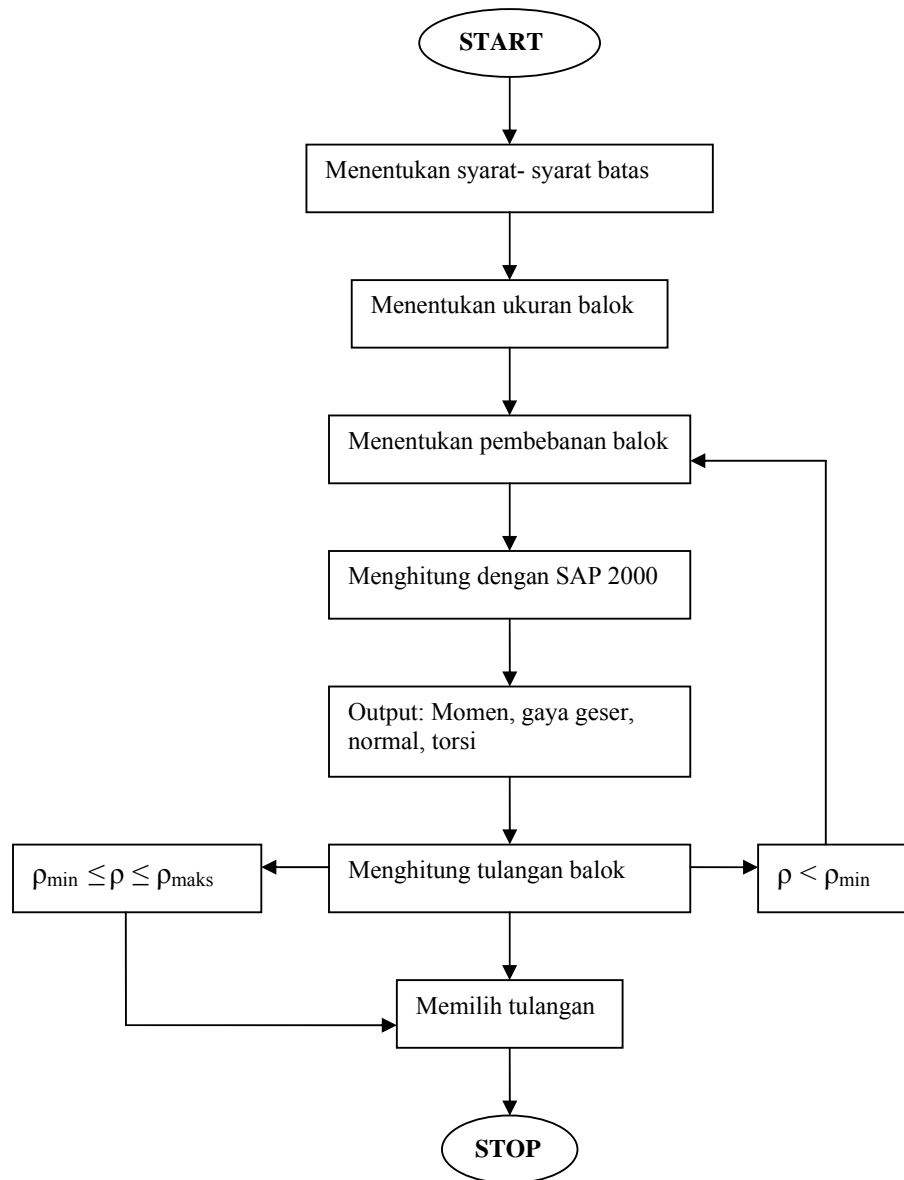 START
Menentukan syarat- syarat batas
Menentukan ukuran balok
Menentukan pembebanan balok
Menghitung dengan SAP 2000
Output: Momen, gaya geser,
normal, torsi
ρmin ≤ ρ ≤ ρmaks
Menghitung tulangan balok
ρ < ρmin
Memilih tulangan
STOP